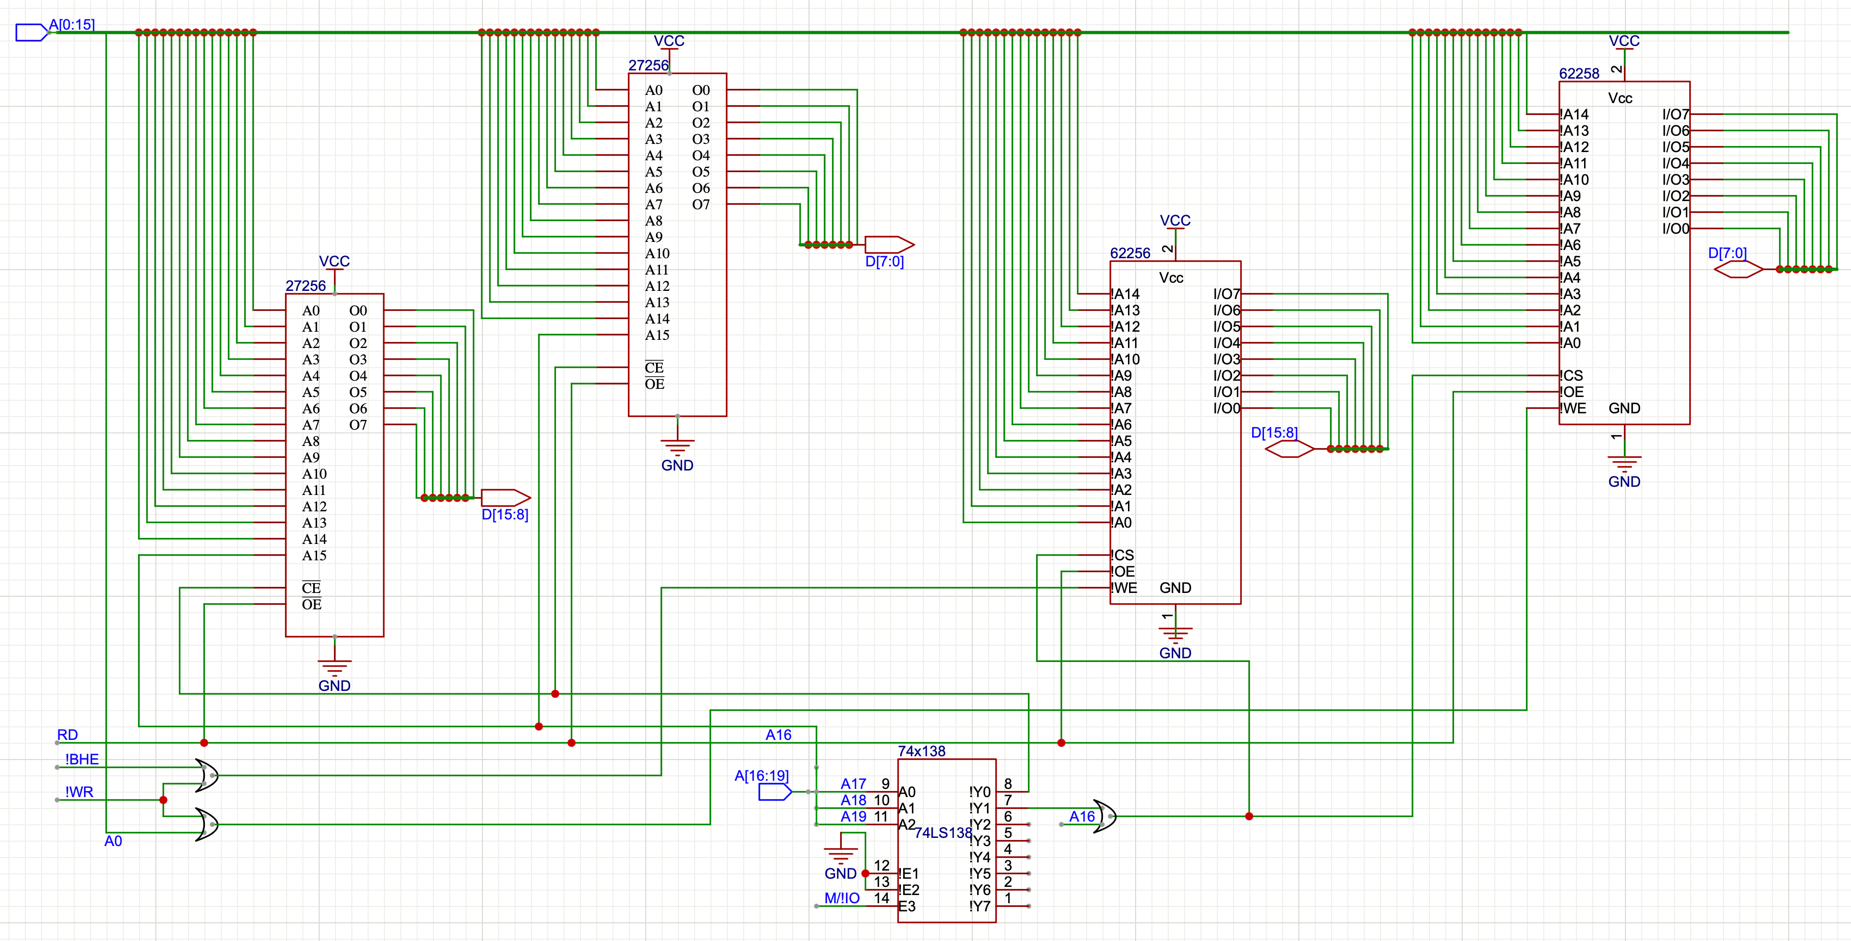 A[0:15]
VCC
27256
A0 O0
A1 O1
A2 O2
A3 O3
A4 O4
A5 O5
A6 O6
A7 O7
A8
A9
A10
A11
A12
A13
A14
A15
CE
OE
GND
D[15:8]
VCC
27256
A0 O0
A1 O1
A2 O2
A3 O3
A4 O4
A5 O5
A6 O6
A7 O7
A8
A9
A10
A11
A12
A13
A14
A15
CE
OE
GND
D[7:0]
VCC
2
62256
Vcc
!A14 I/O7
!A13 I/O6
!A12 I/O5
!A11 I/O4
!A10 I/O3
!A9 I/O2
!A8 I/O1
!A7 I/O0
!A6
!A5
!A4
!A3
!A2
!A1
!A0
!CS
!OE
!WE GND
1
GND
D[15:8]
VCC
2
62258
Vcc
!A14 I/O7
!A13 I/O6
!A12 I/O5
!A11 I/O4
!A10 I/O3
!A9 I/O2
!A8 I/O1
!A7 I/O0
!A6
!A5
!A4
!A3
!A2
!A1
!A0
!CS
!OE
!WE GND
1
GND
D[7:0]
RD
!BHE
!WR
A0
A16
74x138
A[16:19]
A17 9 A0 !Y0 8
A18 10 A1 !Y1 7
A19 11 A2 !Y2 6
74LS138
!Y3 5
!Y4 4
GND 12 !E1 !Y5 3
13 !E2 !Y6 2
M/!IO 14 E3 !Y7 1
A16